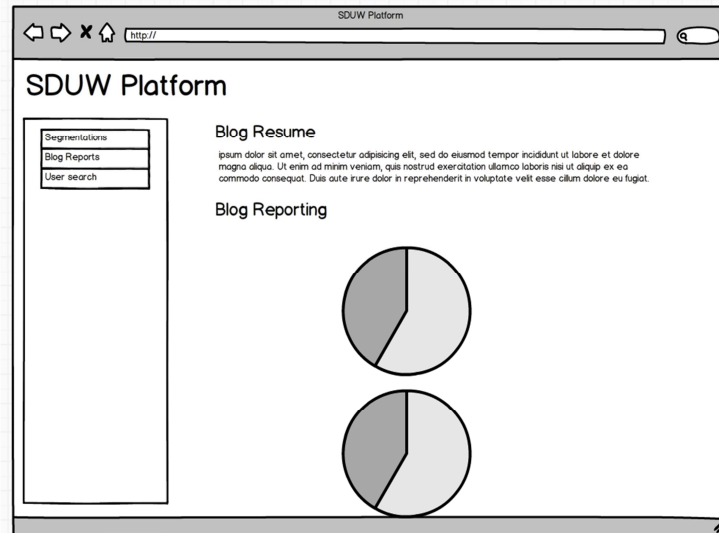 SDUW Platform
http://
SDUW Platform
Segmentations
Blog Reports
User search
Blog Resume
ipsum dolor sit amet, consectetur adipisicing elit, sed do eiusmod tempor incididunt ut labore et dolore
magna aliqua. Ut enim ad minim veniam, quis nostrud exercitation ullamco laboris nisi ut aliquip ex ea
commodo consequat. Duis aute irure dolor in reprehenderit in voluptate velit esse cillum dolore eu fugiat.
Blog Reporting